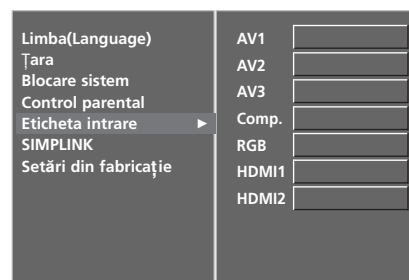 Limba(Language)
Țara
Blocare sistem
Control parental
Eticheta intrare ►
SIMPLINK
Setări din fabricație
AV1
AV2
AV3
Comp.
RGB
HDMI1
HDMI2